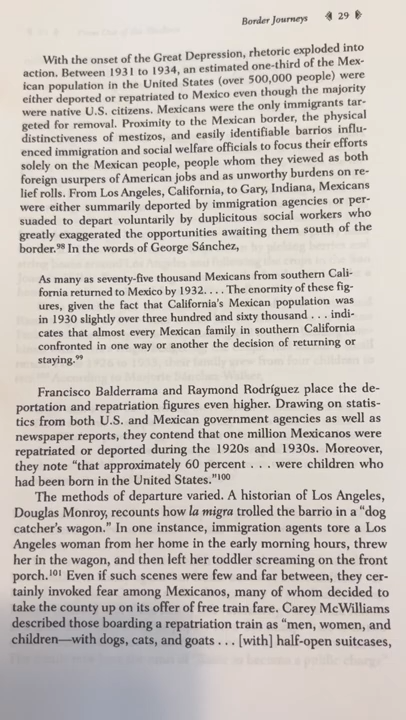 Border Journeys 29
With the onset of the Great Depression, rhetoric exploded into
action. Between 1931 to 1934, an estimated one-third of the Mex-
ican population in the United States (over 500,000 people) were
either deported or repatriated to Mexico even though the majority
were native U.S. citizens. Mexicans were the only immigrants tar-
geted for removal. Proximity to the Mexican border, the physical
distinctiveness of mestizos, and easily identifiable barrios influ-
enced immigration and social welfare officials to focus their efforts
solely on the Mexican people, people whom they viewed as both
foreign usurpers of American jobs and as unworthy burdens on re-
lief rolls. From Los Angeles, California, to Gary, Indiana, Mexicans
were either summarily deported by immigration agencies or per-
suaded to depart voluntarily by duplicitous social workers who
greatly exaggerated the opportunities awaiting them south of the
border.⁹⁸ In the words of George Sánchez,
As many as seventy-five thousand Mexicans from southern Cali-
fornia returned to Mexico by 1932. . . . The enormity of these fig-
ures, given the fact that California's Mexican population was
in 1930 slightly over three hundred and sixty thousand . . . indi-
cates that almost every Mexican family in southern California
confronted in one way or another the decision of returning or
staying.⁹⁹
Francisco Balderrama and Raymond Rodríguez place the de-
portation and repatriation figures even higher. Drawing on statis-
tics from both U.S. and Mexican government agencies as well as
newspaper reports, they contend that one million Mexicanos were
repatriated or deported during the 1920s and 1930s. Moreover,
they note "that approximately 60 percent . . . were children who
had been born in the United States."¹⁰⁰
The methods of departure varied. A historian of Los Angeles,
Douglas Monroy, recounts how la migra trolled the barrio in a "dog
catcher's wagon." In one instance, immigration agents tore a Los
Angeles woman from her home in the early morning hours, threw
her in the wagon, and then left her toddler screaming on the front
porch.¹⁰¹ Even if such scenes were few and far between, they cer-
tainly invoked fear among Mexicanos, many of whom decided to
take the county up on its offer of free train fare. Carey McWilliams
described those boarding a repatriation train as "men, women, and
children—with dogs, cats, and goats . . . [with] half-open suitcases,